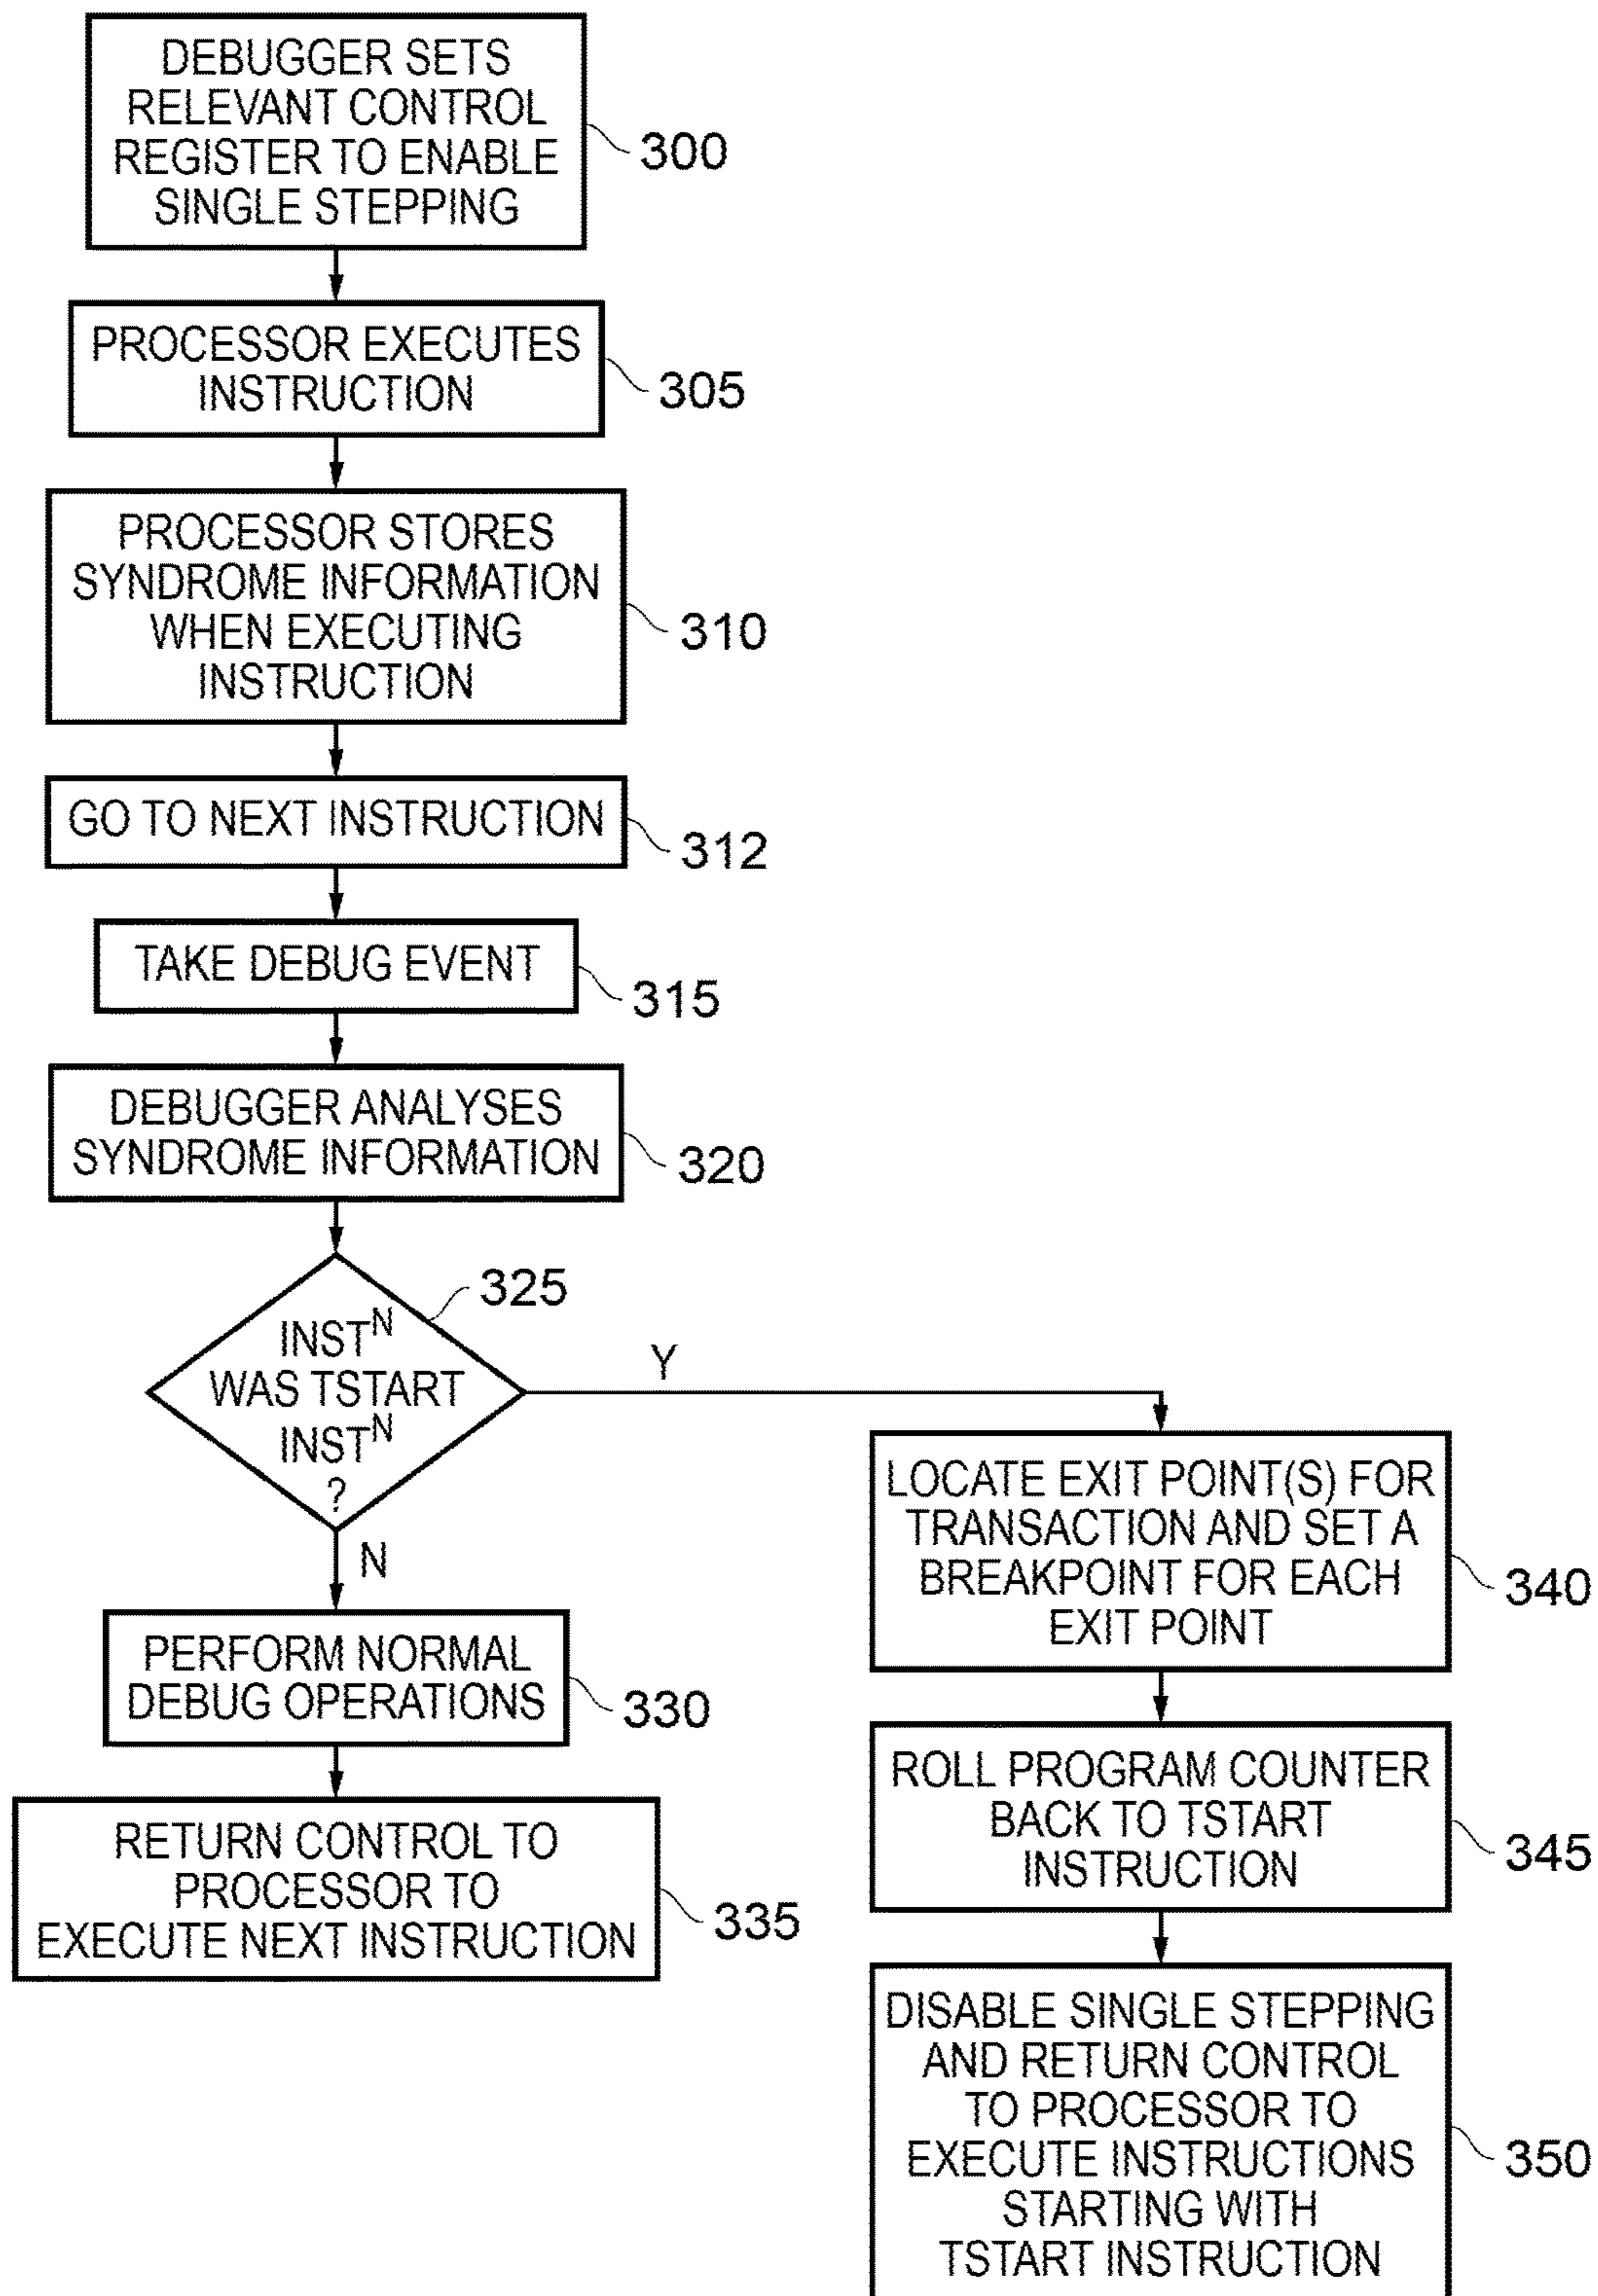 DEBUGGER SETS
RELEVANT CONTROL
REGISTER TO ENABLE
SINGLE STEPPING
300
PROCESSOR EXECUTES
INSTRUCTION
305
PROCESSOR STORES
SYNDROME INFORMATION
WHEN EXECUTING
INSTRUCTION
310
GO TO NEXT INSTRUCTION
312
TAKE DEBUG EVENT
315
DEBUGGER ANALYSES
SYNDROME INFORMATION
320
325
INSTᴺ
WAS TSTART
INSTᴺ
?
Y
N
PERFORM NORMAL
DEBUG OPERATIONS
330
RETURN CONTROL TO
PROCESSOR TO
EXECUTE NEXT INSTRUCTION
335
LOCATE EXIT POINT(S) FOR
TRANSACTION AND SET A
BREAKPOINT FOR EACH
EXIT POINT
340
ROLL PROGRAM COUNTER
BACK TO TSTART
INSTRUCTION
345
DISABLE SINGLE STEPPING
AND RETURN CONTROL
TO PROCESSOR TO
EXECUTE INSTRUCTIONS
STARTING WITH
TSTART INSTRUCTION
350